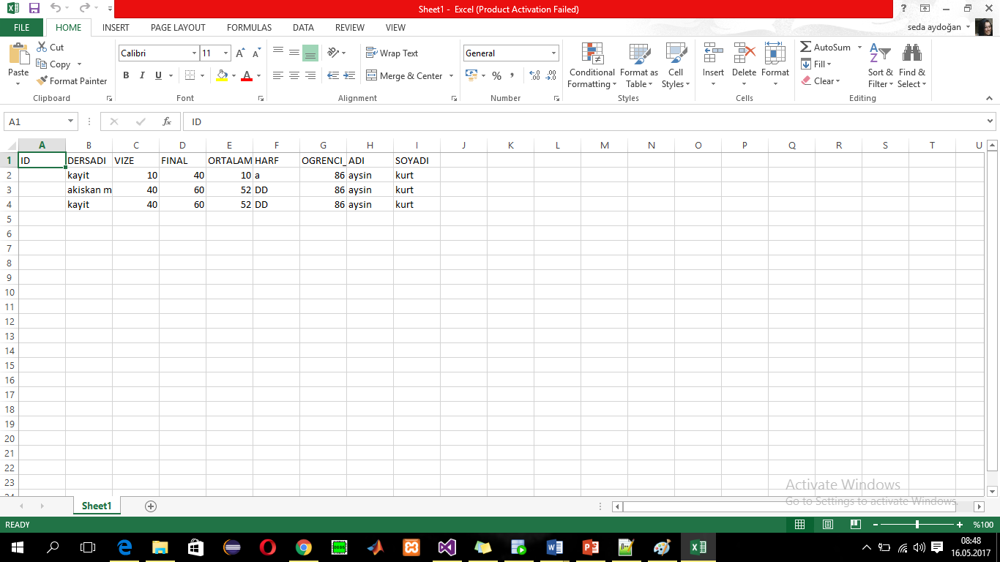 Sheet1 - Excel (Product Activation Failed)
?
FILE HOME INSERT PAGE LAYOUT FORMULAS DATA REVIEW VIEW seda aydoğan
Paste
Cut
Copy
Format Painter
Clipboard
Calibri 11
B I U
Font
Wrap Text
Merge & Center
Alignment
General
%
Number
Conditional Formatting
Format as Table
Cell Styles
Styles
Insert Delete Format
Cells
AutoSum
Fill
Clear
Sort & Filter
Find & Select
Editing
A1 fx ID
A B C D E F G H I J K L M N O P Q R S T U
1 ID DERSADI VIZE FINAL ORTALAM HARF OGRENCI_ ADI SOYADI
2 kayit 10 40 10 a 86 aysin kurt
3 akiskan m 40 60 52 DD 86 aysin kurt
4 kayit 40 60 52 DD 86 aysin kurt
5
6
7
8
9
10
11
12
13
14
15
16
17
18
19
20
21
22
23
24
Activate Windows
Go to Settings to activate Windows.
Sheet1
READY %100
08:48
16.05.2017